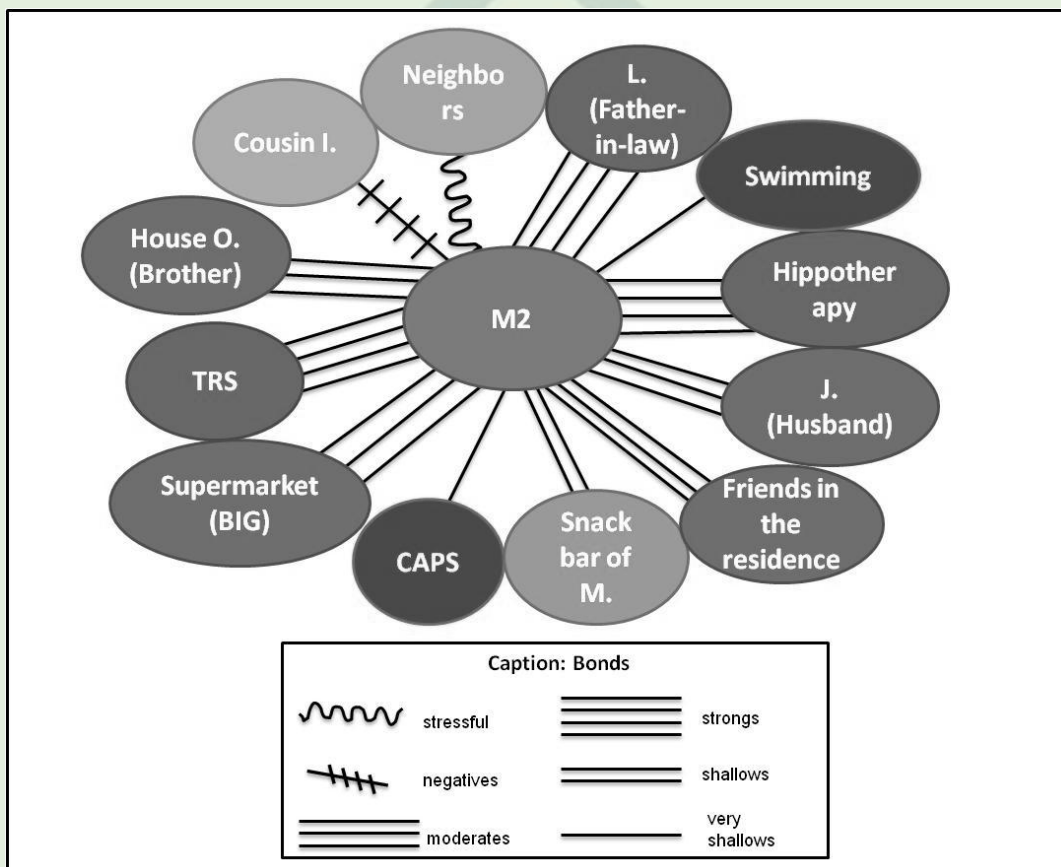 Neighbo
rs
L.
(Father-
in-law)
Cousin I.
Swimming
House O.
(Brother)
Hippother
apy
M2
TRS
J.
(Husband)
Supermarket
(BIG)
Friends in
the
residence
Snack
bar of
M.
CAPS
Caption: Bonds
stressful
strongs
negatives
shallows
moderates
very
shallows